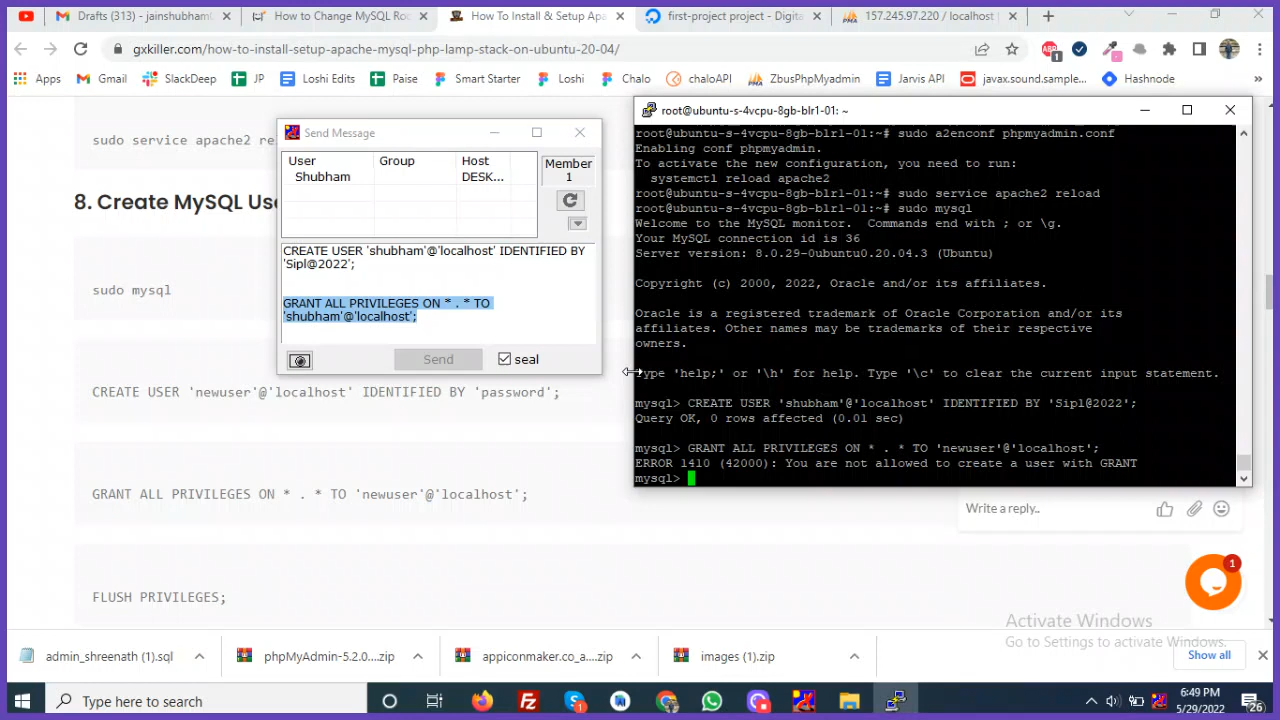 Drafts (313) - jainshubham
How to Change MySQL Roo
How To Install & Setup Apa
first-project project - Digita
157.245.97.220 / localhost
gxkiller.com/how-to-install-setup-apache-mysql-php-lamp-stack-on-ubuntu-20-04/
ABP
1
Apps
Gmail
SlackDeep
JP
Loshi Edits
Paise
Smart Starter
Loshi
Chalo
chaloAPI
ZbusPhpMyadmin
Jarvis API
javax.sound.sample...
Hashnode
sudo service apache2 rel
8. Create MySQL Use
sudo mysql
CREATE USER 'newuser'@'localhost' IDENTIFIED BY 'password';
GRANT ALL PRIVILEGES ON * . * TO 'newuser'@'localhost';
FLUSH PRIVILEGES;
Send Message
User
Group
Host
Shubham
DESK...
Member
1
CREATE USER 'shubham'@'localhost' IDENTIFIED BY
'Sipl@2022';
GRANT ALL PRIVILEGES ON * . * TO
'shubham'@'localhost';
Send
seal
root@ubuntu-s-4vcpu-8gb-blr1-01: ~
root@ubuntu-s-4vcpu-8gb-blr1-01:~# sudo a2enconf phpmyadmin.conf
Enabling conf phpmyadmin.
To activate the new configuration, you need to run:
systemctl reload apache2
root@ubuntu-s-4vcpu-8gb-blr1-01:~# sudo service apache2 reload
root@ubuntu-s-4vcpu-8gb-blr1-01:~# sudo mysql
Welcome to the MySQL monitor.  Commands end with ; or \g.
Your MySQL connection id is 36
Server version: 8.0.29-0ubuntu0.20.04.3 (Ubuntu)
Copyright (c) 2000, 2022, Oracle and/or its affiliates.
Oracle is a registered trademark of Oracle Corporation and/or its
affiliates. Other names may be trademarks of their respective
owners.
Type 'help;' or '\h' for help. Type '\c' to clear the current input statement.
mysql> CREATE USER 'shubham'@'localhost' IDENTIFIED BY 'Sipl@2022';
Query OK, 0 rows affected (0.01 sec)
mysql> GRANT ALL PRIVILEGES ON * . * TO 'newuser'@'localhost';
ERROR 1410 (42000): You are not allowed to create a user with GRANT
mysql>
Write a reply..
1
Activate Windows
Go to Settings to activate Windows.
admin_shreenath (1).sql
phpMyAdmin-5.2.0....zip
apporionmaker.co_a....zip
images (1).zip
Show all
Type here to search
1
6:49 PM
5/29/2022
26